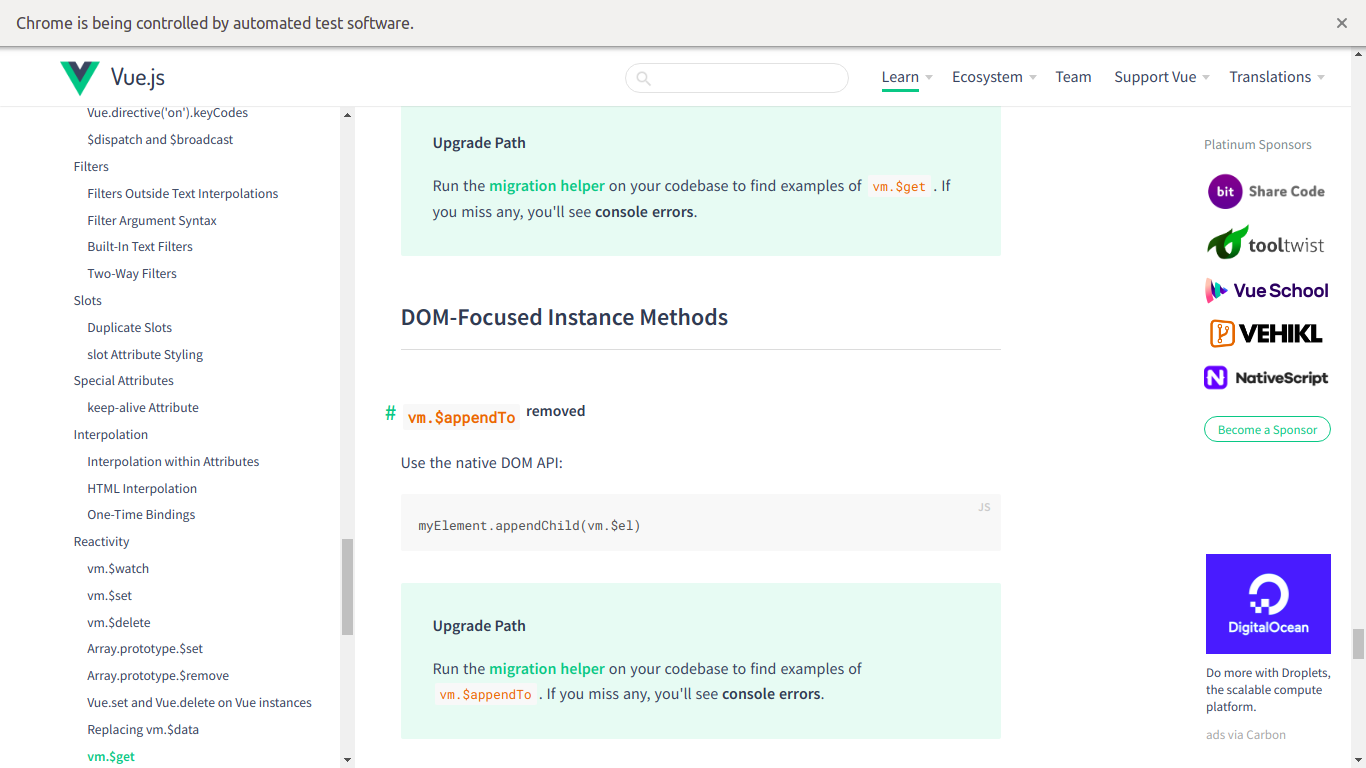 Chrome is being controlled by automated test software.
Vue.js
Learn
Ecosystem
Team
Support Vue
Translations
Vue.directive('on').keyCodes
$dispatch and $broadcast
Filters
Filters Outside Text Interpolations
Filter Argument Syntax
Built-In Text Filters
Two-Way Filters
Slots
Duplicate Slots
slot Attribute Styling
Special Attributes
keep-alive Attribute
Interpolation
Interpolation within Attributes
HTML Interpolation
One-Time Bindings
Reactivity
vm.$watch
vm.$set
vm.$delete
Array.prototype.$set
Array.prototype.$remove
Vue.set and Vue.delete on Vue instances
Replacing vm.$data
vm.$get
Upgrade Path
Run the migration helper on your codebase to find examples of vm.$get . If
you miss any, you'll see console errors.
DOM-Focused Instance Methods
# vm.$appendTo removed
Use the native DOM API:
JS
myElement.appendChild(vm.$el)
Upgrade Path
Run the migration helper on your codebase to find examples of
vm.$appendTo . If you miss any, you'll see console errors.
Platinum Sponsors
bit Share Code
tooltwist
Vue School
VEHIKL
N NativeScript
Become a Sponsor
DigitalOcean
Do more with Droplets,
the scalable compute
platform.
ads via Carbon